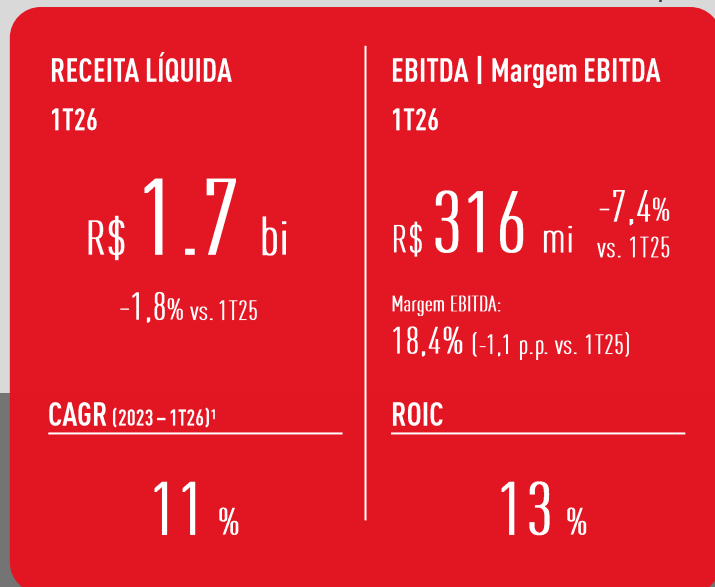 RECEITA LÍQUIDA
1T26
R$ 1.7 bi
-1,8% vs. 1T25
CAGR (2023 – 1T26)¹
11 %
EBITDA | Margem EBITDA
1T26
R$ 316 mi
-7,4%
vs. 1T25
Margem EBITDA:
18,4% (-1,1 p.p. vs. 1T25)
ROIC
13 %